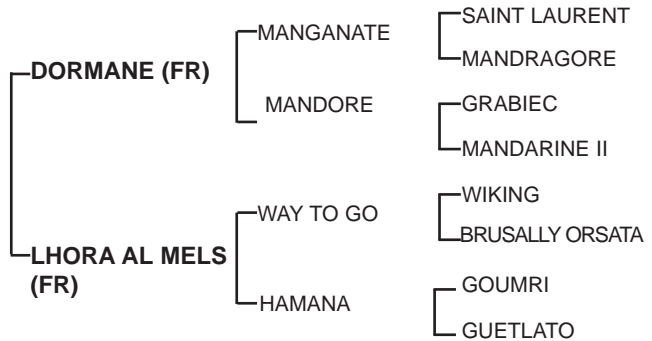 SAINT LAURENT
MANGANATE
DORMANE (FR)
MANDRAGORE
MANDORE
GRABIEC
MANDARINE II
WIKING
WAY TO GO
BRUSALLY ORSATA
LHORA AL MELS
(FR)
GOUMRI
HAMANA
GUETLATO